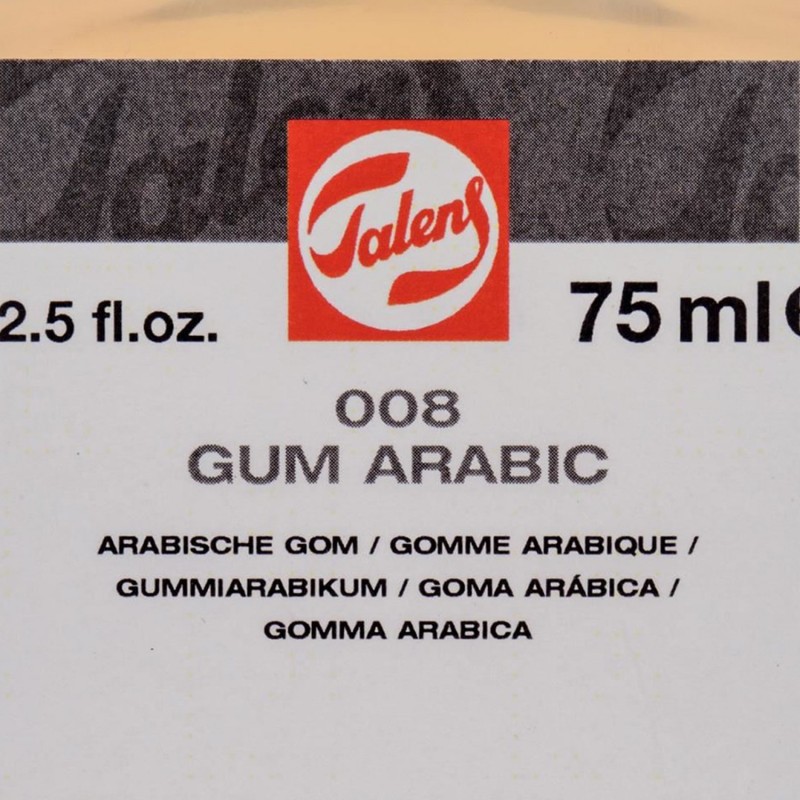 Talens
2.5 fl.oz.
75 ml
008
GUM ARABIC
ARABISCHE GOM / GOMME ARABIQUE /
GUMMIARABIKUM / GOMA ARÁBICA /
GOMMA ARABICA